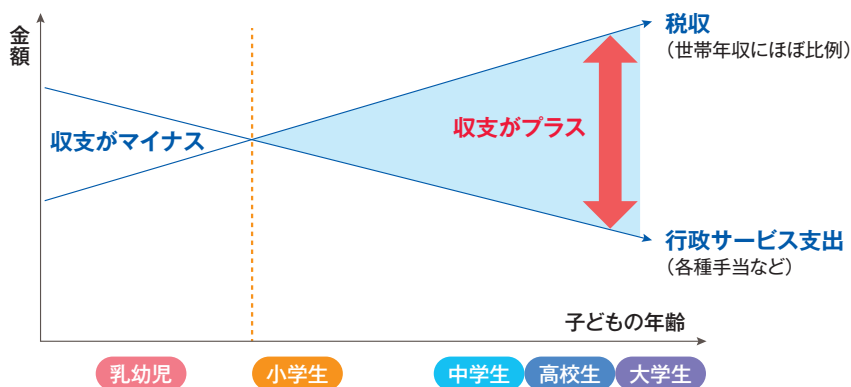 金額
税収
(世帯年収にほぼ比例)
収支がマイナス
収支がプラス
行政サービス支出
(各種手当など)
子どもの年齢
乳幼児
小学生
中学生
高校生
大学生